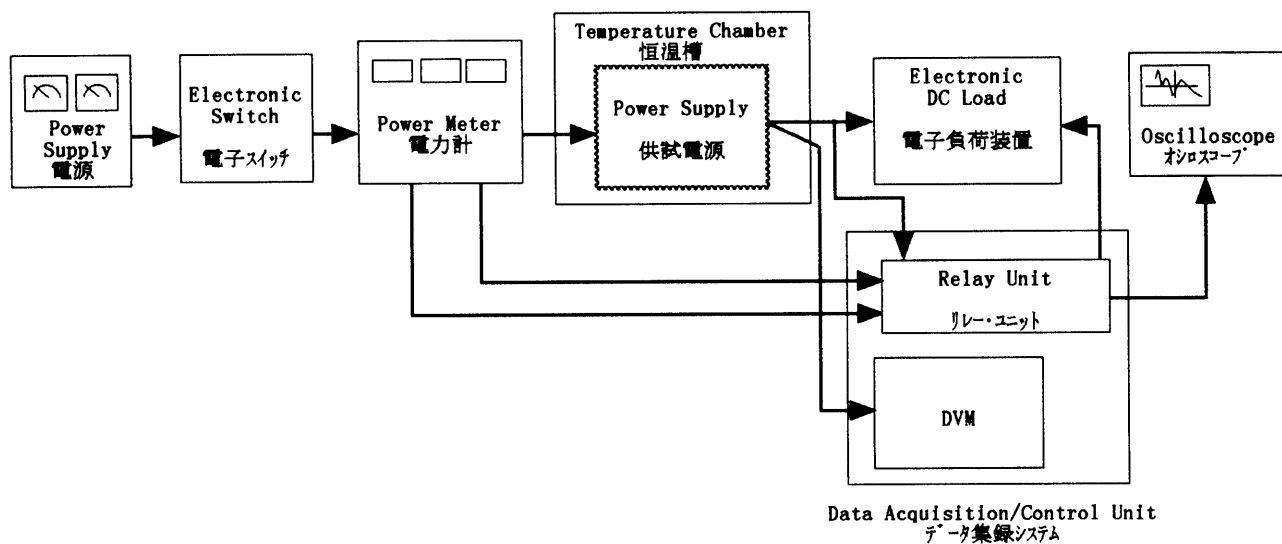 Power
Supply
電源
Electronic
Switch
電子スイッチ
Power Meter
電力計
Temperature Chamber
恒温槽
Power Supply
供試電源
Electronic
DC Load
電子負荷装置
Oscilloscope
オシロスコープ
Relay Unit
リレー・ユニット
DVM
Data Acquisition/Control Unit
データ集録システム